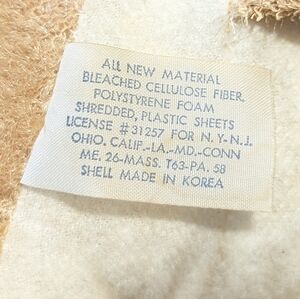 ALL NEW MATERIAL
BLEACHED CELLULOSE FIBER.
POLYSTYRENE FOAM
SHREDDED, PLASTIC SHEETS
LICENSE #31257 FOR N.Y-N.J.
OHIO. CALIF.-LA.-MD.-CONN
ME. 26-MASS. T63-PA. 58
SHELL MADE IN KOREA